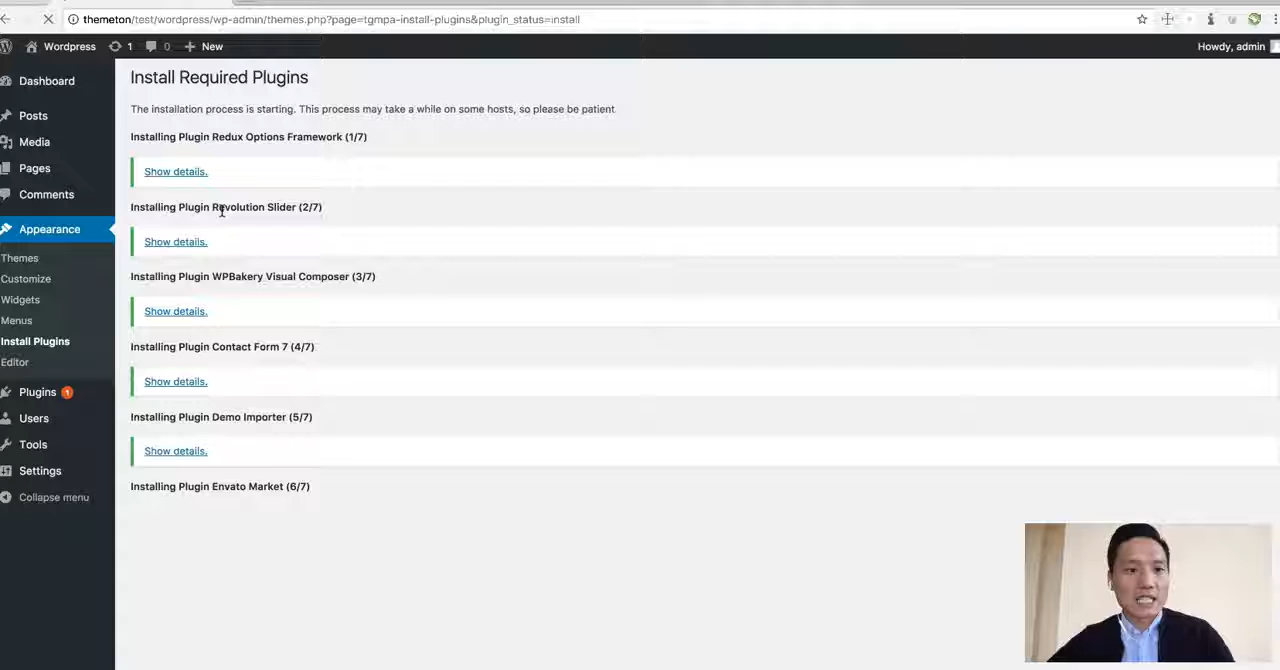 themeton/test/wordpress/wp-admin/themes.php?page=tgmpa-install-plugins&plugin_status=install
Wordpress 1 0 New Howdy, admin
Dashboard
Posts
Media
Pages
Comments
Appearance
Themes
Customize
Widgets
Menus
Install Plugins
Editor
Plugins 1
Users
Tools
Settings
Collapse menu
Install Required Plugins
The installation process is starting. This process may take a while on some hosts, so please be patient
Installing Plugin Redux Options Framework (1/7)
Show details.
Installing Plugin Revolution Slider (2/7)
Show details.
Installing Plugin WPBakery Visual Composer (3/7)
Show details.
Installing Plugin Contact Form 7 (4/7)
Show details.
Installing Plugin Demo Importer (5/7)
Show details.
Installing Plugin Envato Market (6/7)